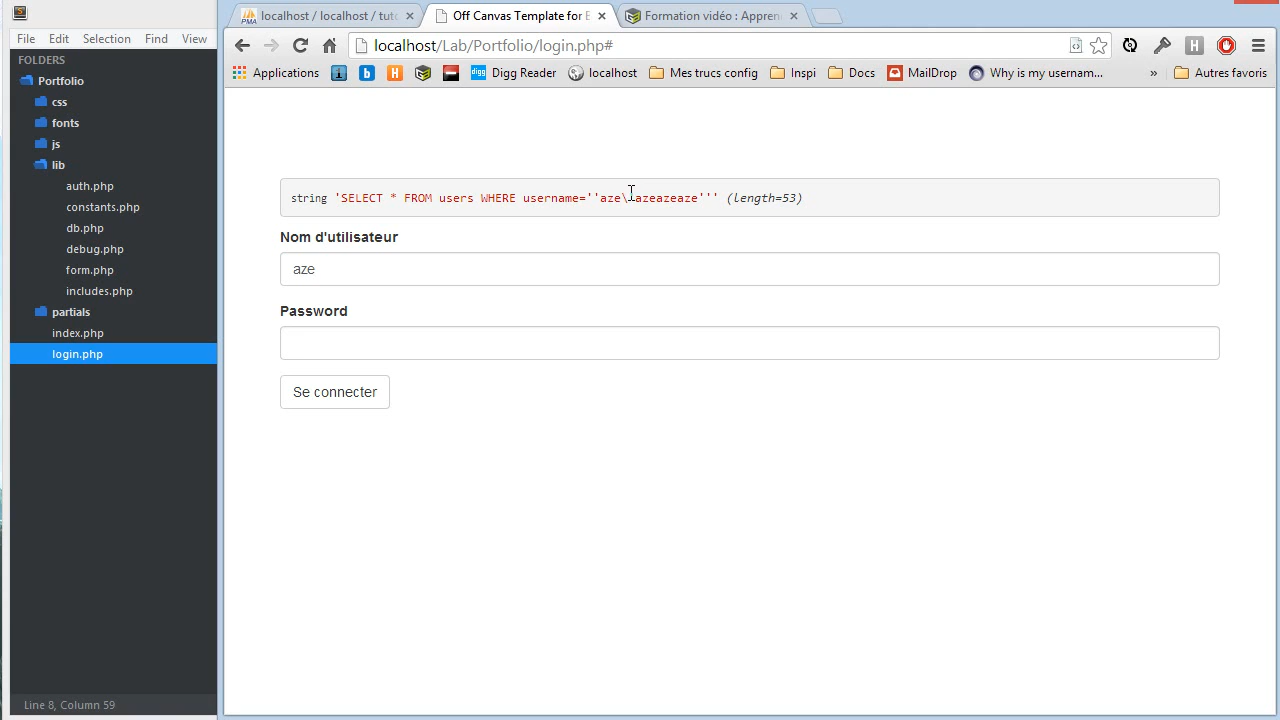 File Edit Selection Find View
FOLDERS
Portfolio
css
fonts
js
lib
auth.php
constants.php
db.php
debug.php
form.php
includes.php
partials
index.php
login.php
Line 8, Column 59
localhost / localhost / tuto
Off Canvas Template for B
Formation vidéo : Appren
localhost/Lab/Portfolio/login.php#
Applications Digg Reader localhost Mes trucs config Inspi Docs Mailsnap Why is my usernam... » Autres favoris
string 'SELECT * FROM users WHERE username=''aze\'azeazeaze''' (length=53)
Nom d'utilisateur
aze
Password
Se connecter